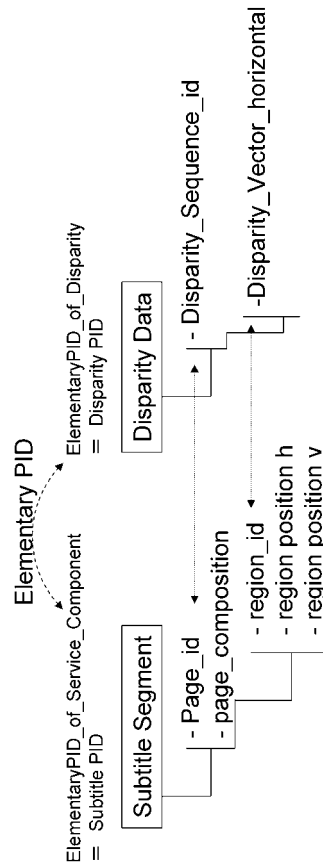 Elementary PID
ElementaryPID_of_Service_Component
= Subtitle PID
ElementaryPID_of_Disparity
= Disparity PID
Subtitle Segment
Disparity Data
- Page_id
- page_composition
- region_id
- region position h
- region position v
- Disparity_Sequence_id
-Disparity_Vector_horizontal